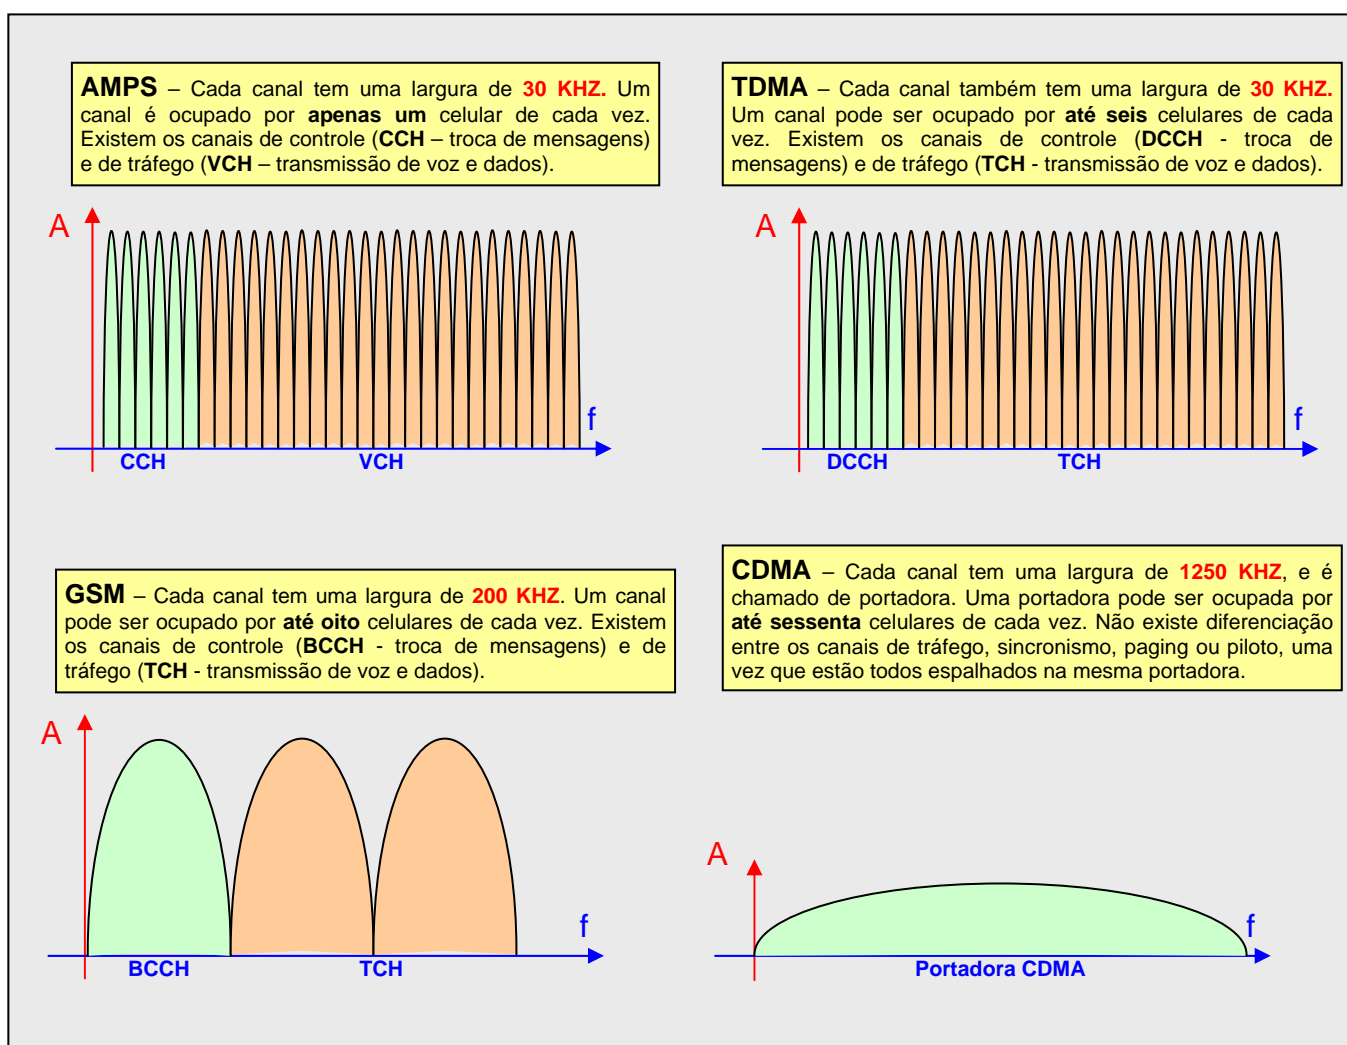 AMPS – Cada canal tem uma largura de 30 KHZ. Um
canal é ocupado por apenas um celular de cada vez.
Existem os canais de controle (CCH – troca de mensagens)
e de tráfego (VCH – transmissão de voz e dados).
A
f
CCH
VCH
TDMA – Cada canal também tem uma largura de 30 KHZ.
Um canal pode ser ocupado por até seis celulares de cada
vez. Existem os canais de controle (DCCH - troca de
mensagens) e de tráfego (TCH - transmissão de voz e dados).
A
f
DCCH
TCH
GSM – Cada canal tem uma largura de 200 KHZ. Um canal
pode ser ocupado por até oito celulares de cada vez. Existem
os canais de controle (BCCH - troca de mensagens) e de
tráfego (TCH - transmissão de voz e dados).
A
f
BCCH
TCH
CDMA – Cada canal tem uma largura de 1250 KHZ, e é
chamado de portadora. Uma portadora pode ser ocupada por
até sessenta celulares de cada vez. Não existe diferenciação
entre os canais de tráfego, sincronismo, paging ou piloto, uma
vez que estão todos espalhados na mesma portadora.
A
f
Portadora CDMA